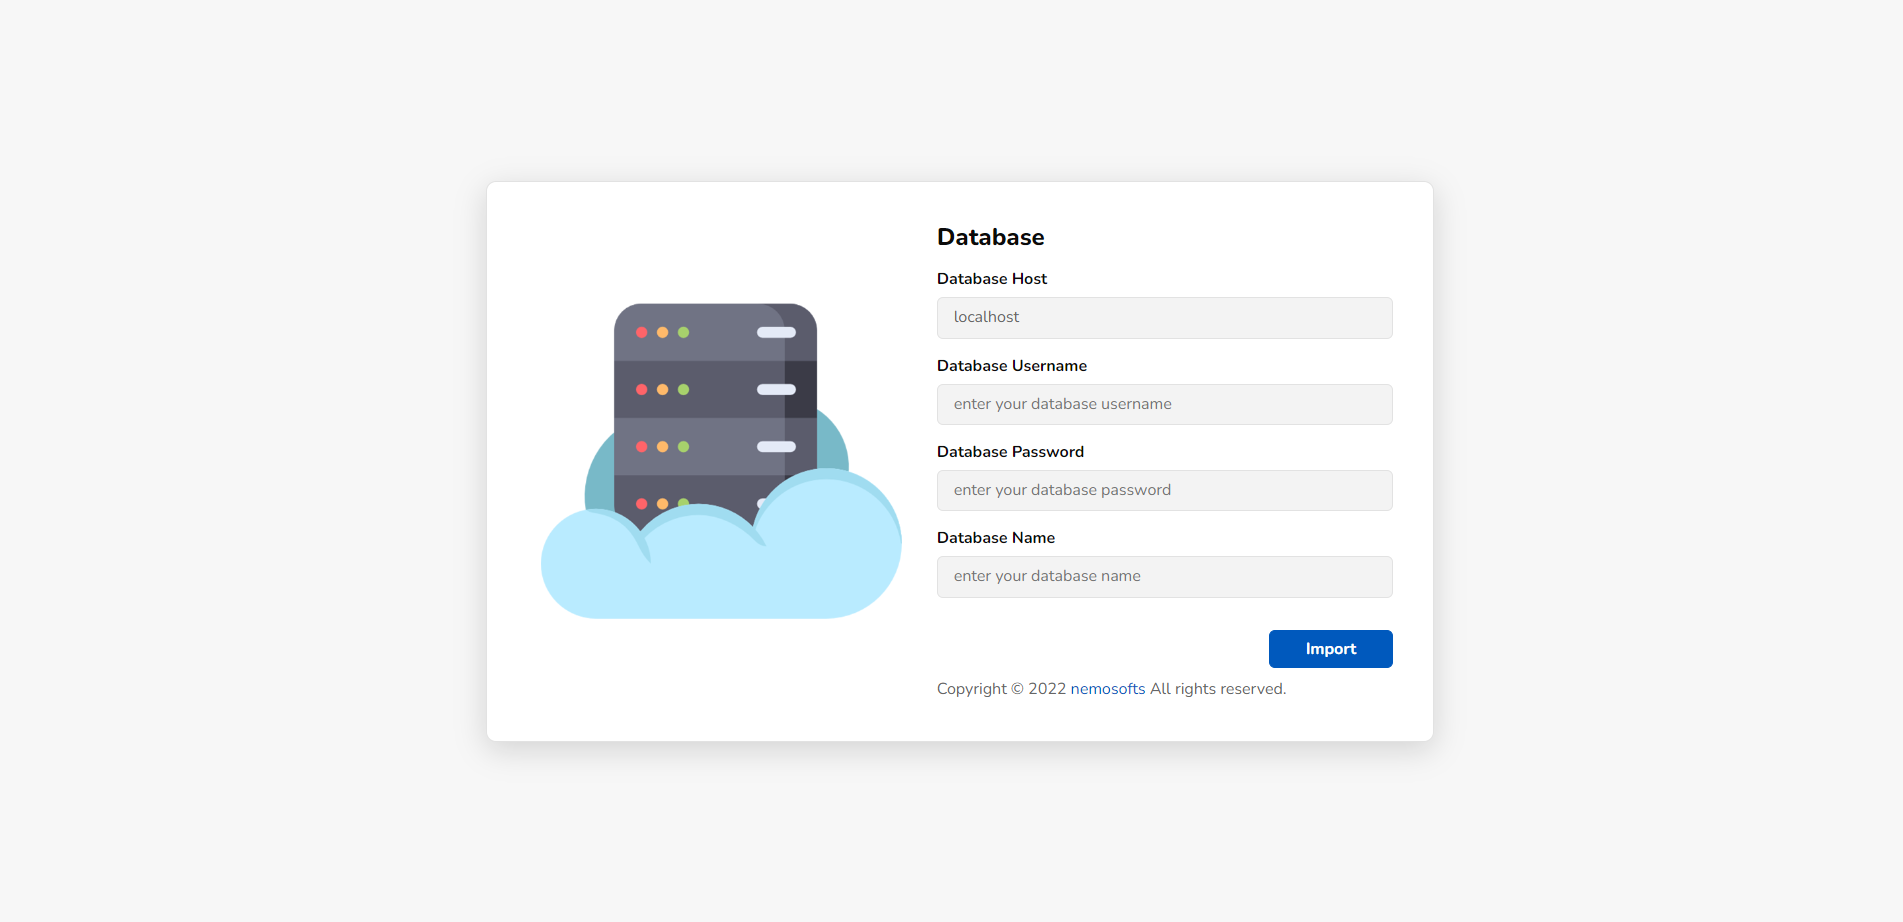 Database
Database Host
localhost
Database Username
enter your database username
Database Password
enter your database password
Database Name
enter your database name
Import
Copyright © 2022 nemosofts All rights reserved.